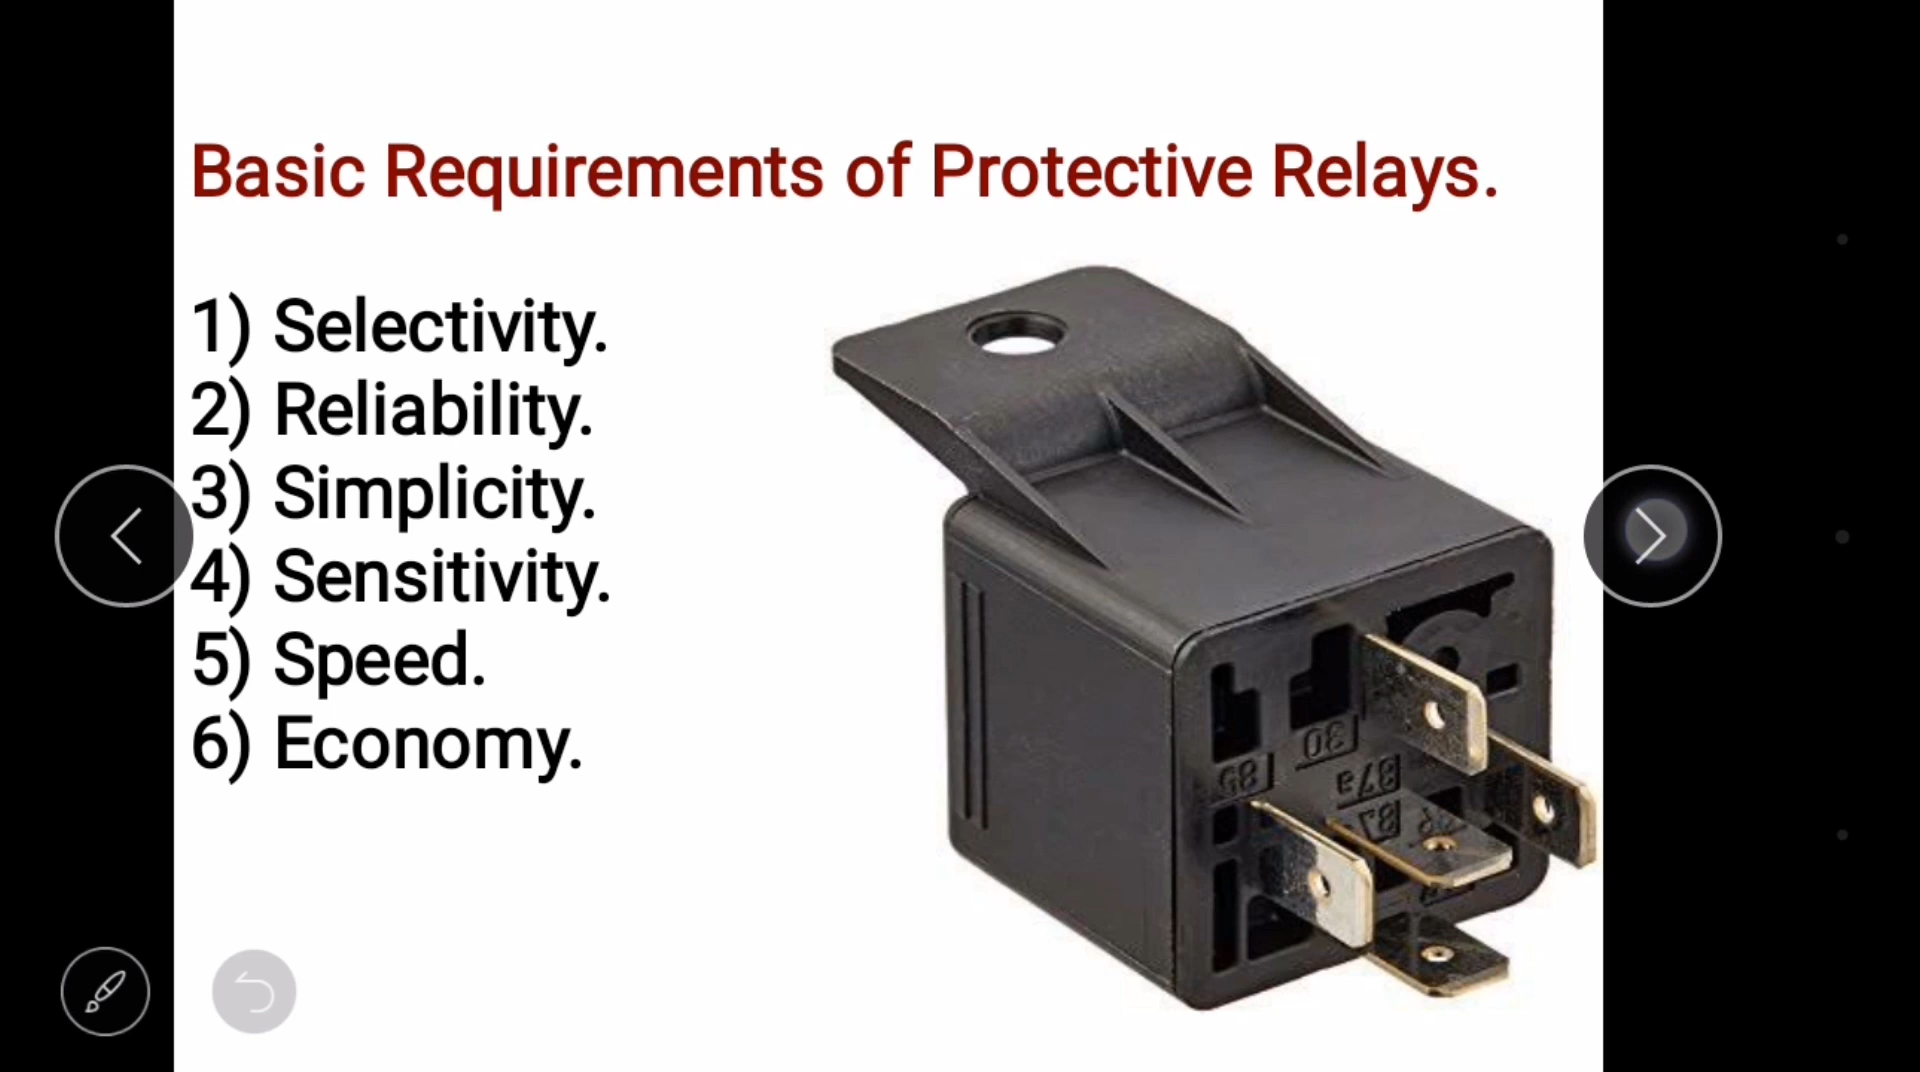 Basic Requirements of Protective Relays.
1) Selectivity.
2) Reliability.
3) Simplicity.
4) Sensitivity.
5) Speed.
6) Economy.
30
85
87a
87